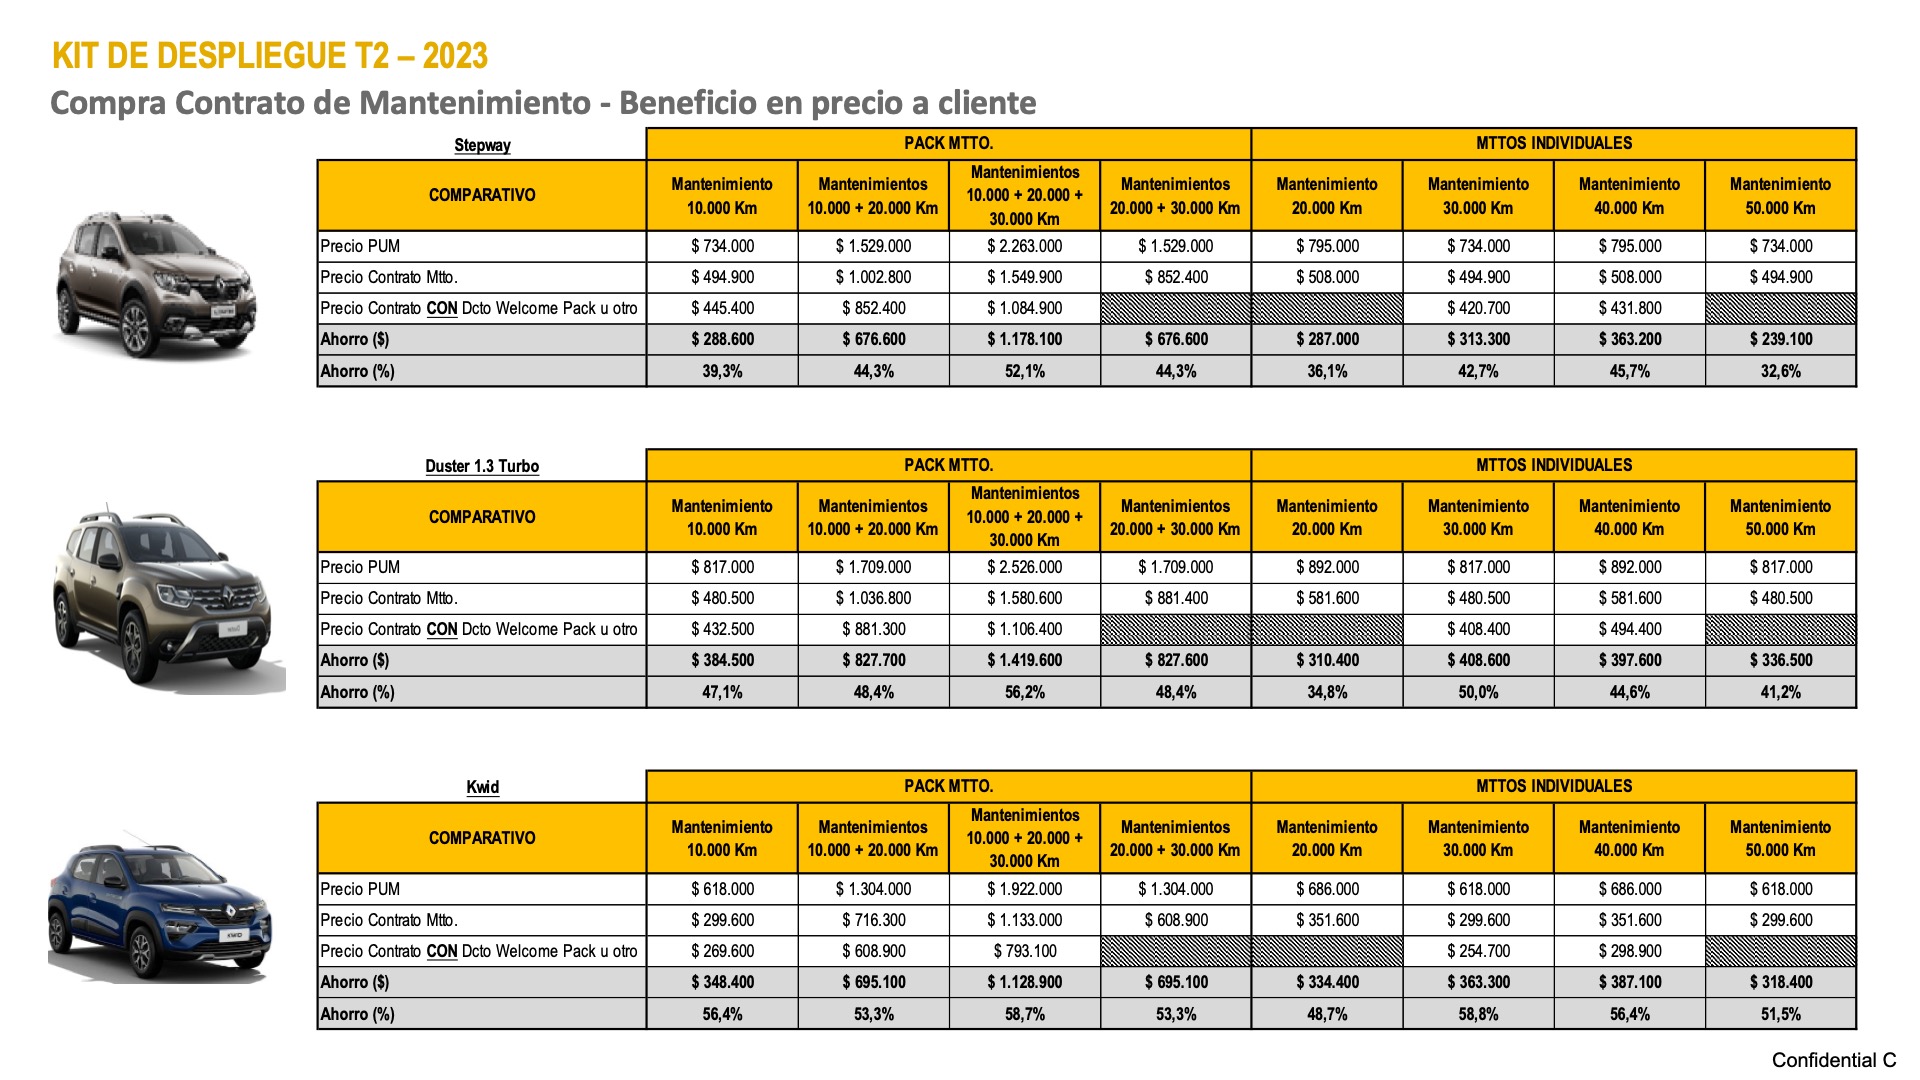 KIT DE DESPLIEGUE T2 – 2023
Compra Contrato de Mantenimiento - Beneficio en precio a cliente
Stepway PACK MTTO. MTTOS INDIVIDUALES
COMPARATIVO Mantenimiento 10.000 Km Mantenimientos 10.000 + 20.000 Km Mantenimientos 10.000 + 20.000 + 30.000 Km Mantenimientos 20.000 + 30.000 Km Mantenimiento 20.000 Km Mantenimiento 30.000 Km Mantenimiento 40.000 Km Mantenimiento 50.000 Km
Precio PUM $ 734.000 $ 1.529.000 $ 2.263.000 $ 1.529.000 $ 795.000 $ 734.000 $ 795.000 $ 734.000
Precio Contrato Mtto. $ 494.900 $ 1.002.800 $ 1.549.900 $ 852.400 $ 508.000 $ 494.900 $ 508.000 $ 494.900
Precio Contrato CON Dcto Welcome Pack u otro $ 445.400 $ 852.400 $ 1.084.900 $ 420.700 $ 431.800
Ahorro ($) $ 288.600 $ 676.600 $ 1.178.100 $ 676.600 $ 287.000 $ 313.300 $ 363.200 $ 239.100
Ahorro (%) 39,3% 44,3% 52,1% 44,3% 36,1% 42,7% 45,7% 32,6%
Duster 1.3 Turbo PACK MTTO. MTTOS INDIVIDUALES
COMPARATIVO Mantenimiento 10.000 Km Mantenimientos 10.000 + 20.000 Km Mantenimientos 10.000 + 20.000 + 30.000 Km Mantenimientos 20.000 + 30.000 Km Mantenimiento 20.000 Km Mantenimiento 30.000 Km Mantenimiento 40.000 Km Mantenimiento 50.000 Km
Precio PUM $ 817.000 $ 1.709.000 $ 2.526.000 $ 1.709.000 $ 892.000 $ 817.000 $ 892.000 $ 817.000
Precio Contrato Mtto. $ 480.500 $ 1.036.800 $ 1.580.600 $ 881.400 $ 581.600 $ 480.500 $ 581.600 $ 480.500
Precio Contrato CON Dcto Welcome Pack u otro $ 432.500 $ 881.300 $ 1.106.400 $ 408.400 $ 494.400
Ahorro ($) $ 384.500 $ 827.700 $ 1.419.600 $ 827.600 $ 310.400 $ 408.600 $ 397.600 $ 336.500
Ahorro (%) 47,1% 48,4% 56,2% 48,4% 34,8% 50,0% 44,6% 41,2%
Kwid PACK MTTO. MTTOS INDIVIDUALES
COMPARATIVO Mantenimiento 10.000 Km Mantenimientos 10.000 + 20.000 Km Mantenimientos 10.000 + 20.000 + 30.000 Km Mantenimientos 20.000 + 30.000 Km Mantenimiento 20.000 Km Mantenimiento 30.000 Km Mantenimiento 40.000 Km Mantenimiento 50.000 Km
Precio PUM $ 618.000 $ 1.304.000 $ 1.922.000 $ 1.304.000 $ 686.000 $ 618.000 $ 686.000 $ 618.000
Precio Contrato Mtto. $ 299.600 $ 716.300 $ 1.133.000 $ 608.900 $ 351.600 $ 299.600 $ 351.600 $ 299.600
Precio Contrato CON Dcto Welcome Pack u otro $ 269.600 $ 608.900 $ 793.100 $ 254.700 $ 298.900
KWID
Ahorro ($) $ 348.400 $ 695.100 $ 1.128.900 $ 695.100 $ 334.400 $ 363.300 $ 387.100 $ 318.400
Ahorro (%) 56,4% 53,3% 58,7% 53,3% 48,7% 58,8% 56,4% 51,5%
Confidential C